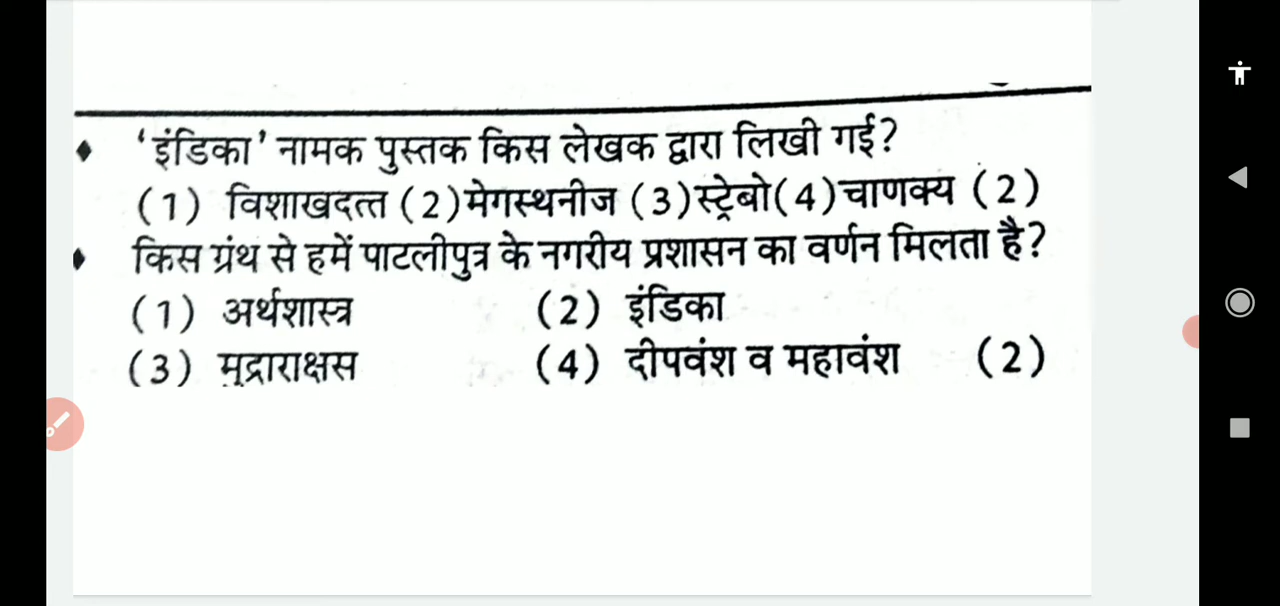 ♦ 'इंडिका' नामक पुस्तक किस लेखक द्वारा लिखी गई?
(1) विशाखदत्त (2) मेगस्थनीज (3) स्ट्रेबो (4) चाणक्य (2)
♦ किस ग्रंथ से हमें पाटलीपुत्र के नगरीय प्रशासन का वर्णन मिलता है?
(1) अर्थशास्त्र (2) इंडिका
(3) मुद्राराक्षस (4) दीपवंश व महावंश (2)